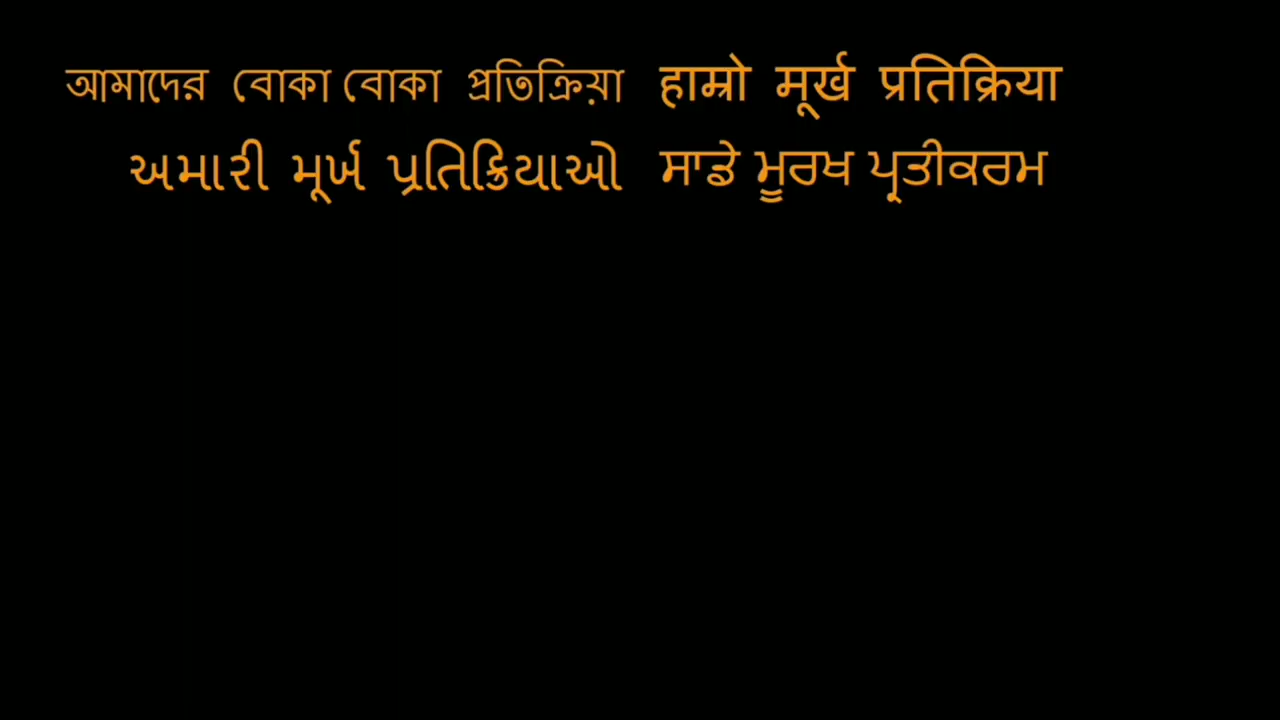 আমাদের বোকা বোকা প্রতিক্রিয়া हाम्रो मूर्ख प्रतिक्रिया
અમારી મૂર્ખ પ્રતિક્રિયાઓ ਸਾਡੇ ਮੂਰਖ ਪ੍ਰਤੀਕਰਮ